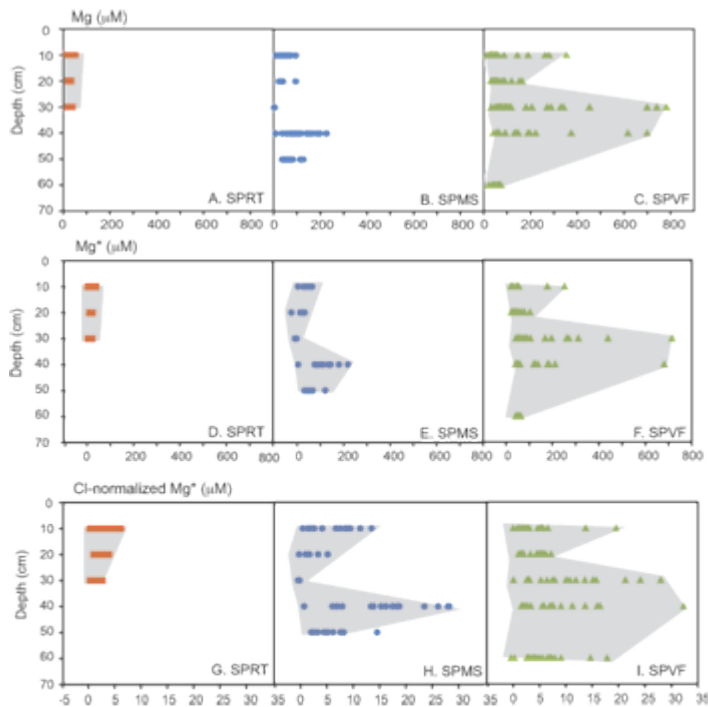 Mg (μM)
0
10
20
30
40
50
60
70
Depth (cm)
A. SPRT
B. SPMS
C. SPVF
0 200 400 600 800 0 200 400 600 800 0 200 400 600 800
Mg* (μM)
0
10
20
30
40
50
60
70
Depth (cm)
D. SPRT
E. SPMS
F. SPVF
0 200 400 600 800 0 200 400 600 800 0 200 400 600 800
Cl-normalized Mg* (μM)
0
10
20
30
40
50
60
70
Depth (cm)
G. SPRT
H. SPMS
I. SPVF
-5 0 5 10 15 20 25 30 35 0 5 10 15 20 25 30 35 0 5 10 15 20 25 30 35